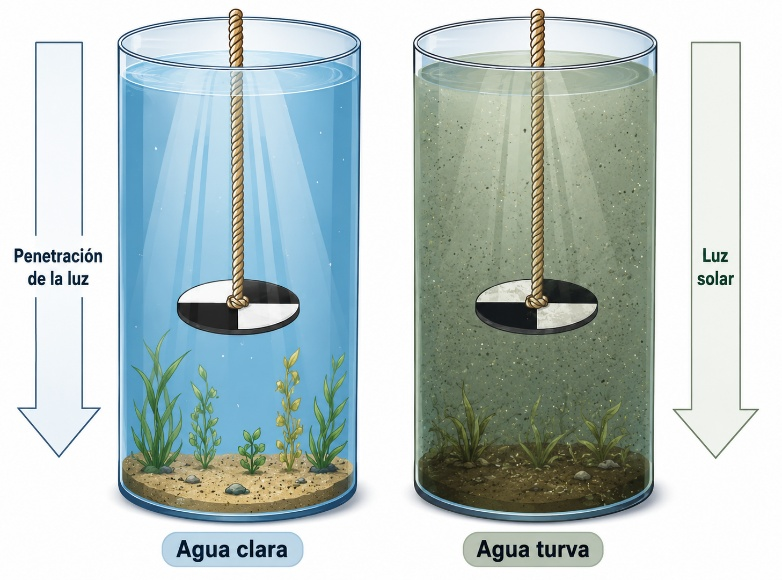 Penetración
de la luz
Luz
solar
Agua clara
Agua turva